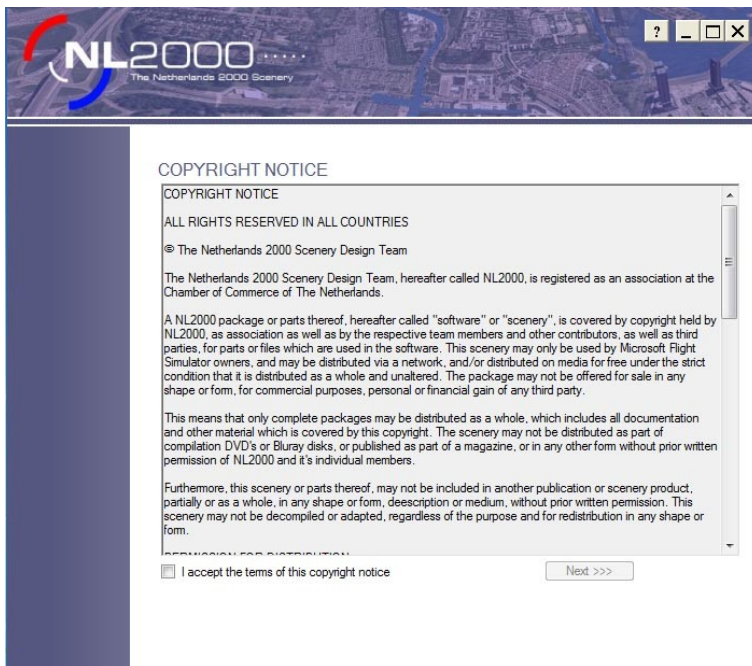 NL2000
The Netherlands 2000 Scenery
?
COPYRIGHT NOTICE
COPYRIGHT NOTICE
ALL RIGHTS RESERVED IN ALL COUNTRIES
© The Netherlands 2000 Scenery Design Team
The Netherlands 2000 Scenery Design Team, hereafter called NL2000, is registered as an association at the
Chamber of Commerce of The Netherlands.
A NL2000 package or parts thereof, hereafter called "software" or "scenery", is covered by copyright held by
NL2000, as association as well as by the respective team members and other contributors, as well as third
parties, for parts or files which are used in the software. This scenery may only be used by Microsoft Flight
Simulator owners, and may be distributed via a network, and/or distributed on media for free under the strict
condition that it is distributed as a whole and unaltered. The package may not be offered for sale in any
shape or form, for commercial purposes, personal or financial gain of any third party.
This means that only complete packages may be distributed as a whole, which includes all documentation
and other material which is covered by this copyright. The scenery may not be distributed as part of
compilation DVD's or Bluray disks, or published as part of a magazine, or in any other form without prior written
permission of NL2000 and it's individual members.
Furthermore, this scenery or parts thereof, may not be included in another publication or scenery product,
partially or as a whole, in any shape or form, deescription or medium, without prior written permission. This
scenery may not be decompiled or adapted, regardless of the purpose and for redistribution in any shape or
form.
PERMISSION FOR DISTRIBUTION
I accept the terms of this copyright notice
Next >>>